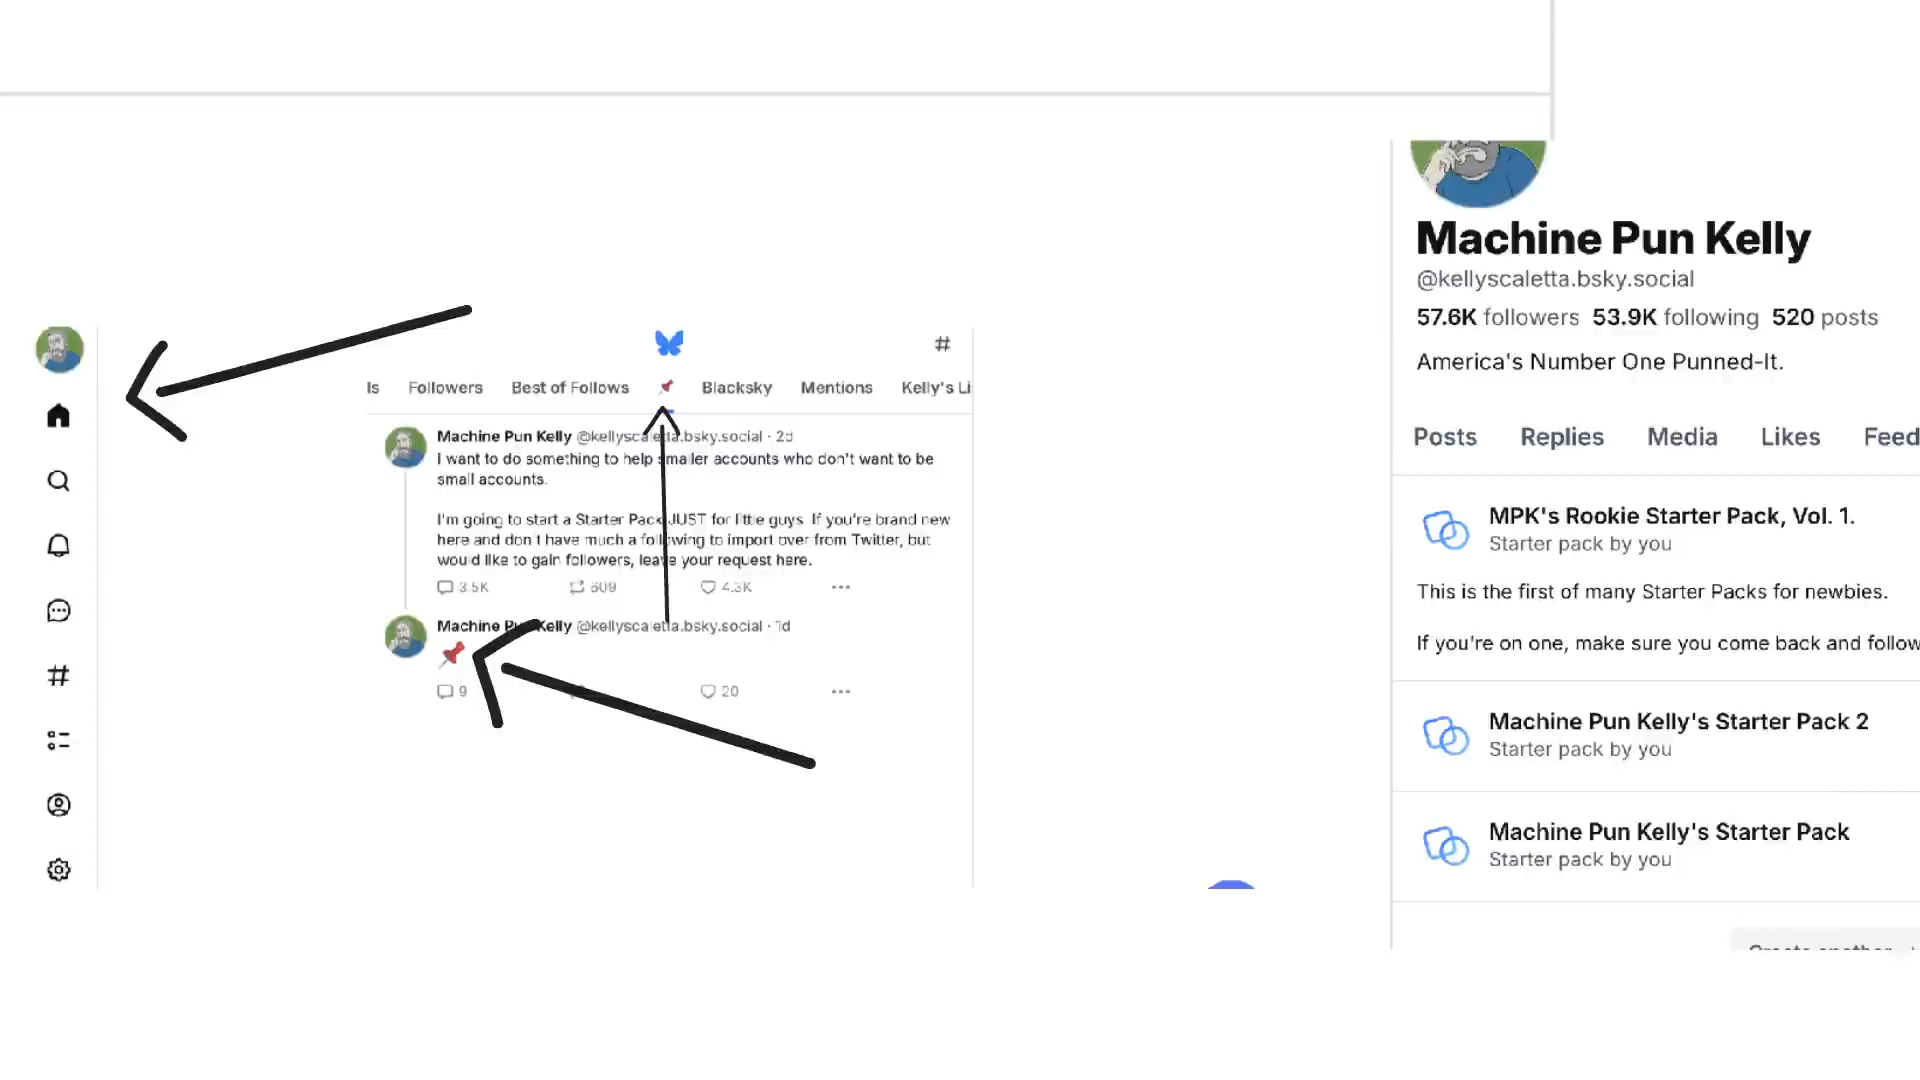 ls Followers Best of Follows 📌 Blacksky Mentions Kelly's Li
Machine Pun Kelly @kellyscaletta.bsky.social · 2d
I want to do something to help smaller accounts who don't want to be
small accounts.
I'm going to start a Starter Pack JUST for little guys. If you're brand new
here and don't have much a following to import over from Twitter, but
would like to gain followers, leave your request here.
3.5K 609 4.3K ...
Machine Pun Kelly @kellyscaletta.bsky.social · 1d
📌
9 20 ...
Machine Pun Kelly
@kellyscaletta.bsky.social
57.6K followers 53.9K following 520 posts
America's Number One Punned-It.
Posts Replies Media Likes Feed
MPK's Rookie Starter Pack, Vol. 1.
Starter pack by you
This is the first of many Starter Packs for newbies.
If you're on one, make sure you come back and follow
Machine Pun Kelly's Starter Pack 2
Starter pack by you
Machine Pun Kelly's Starter Pack
Starter pack by you
Create another